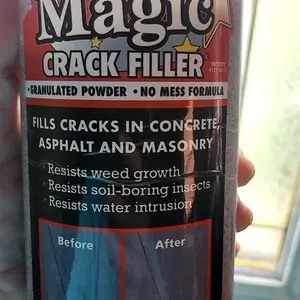 Magic
CRACK FILLER
• GRANULATED POWDER • NO MESS FORMULA
FILLS CRACKS IN CONCRETE,
ASPHALT AND MASONRY
• Resists weed growth
• Resists soil-boring insects
• Resists water intrusion
Before After